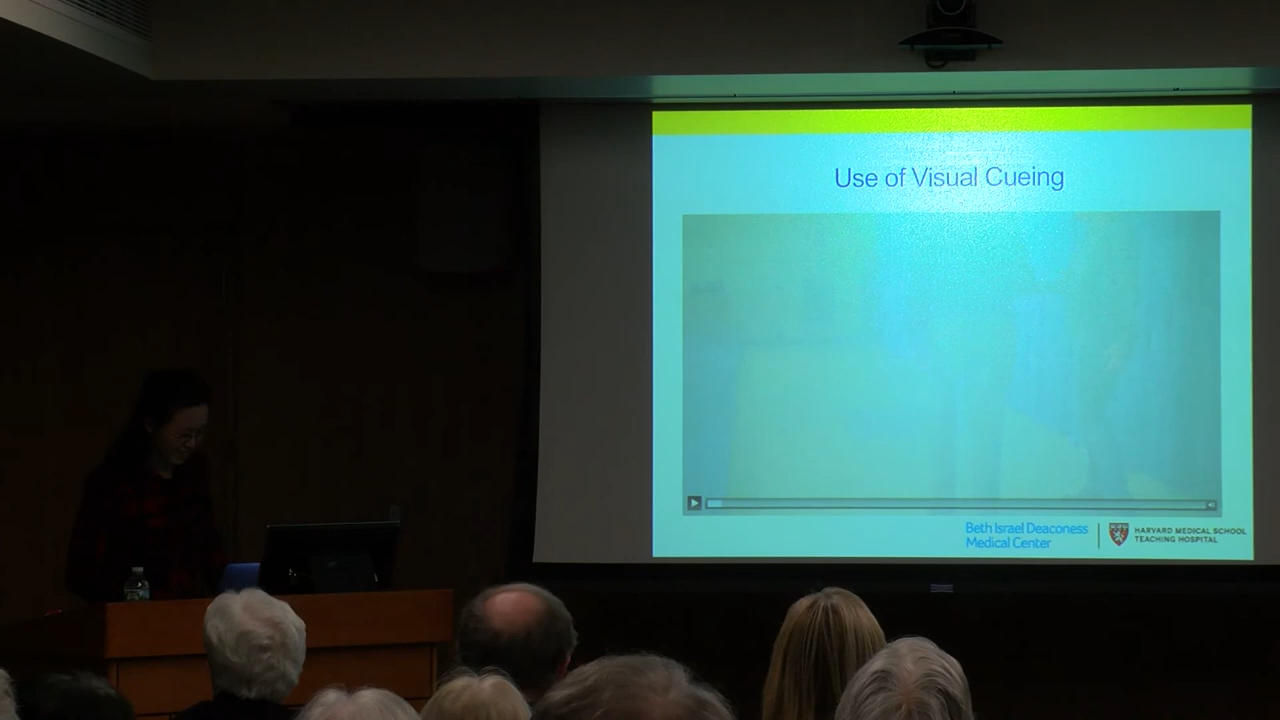 Use of Visual Cueing
Beth Israel Deaconess
Medical Center
HARVARD MEDICAL SCHOOL
TEACHING HOSPITAL